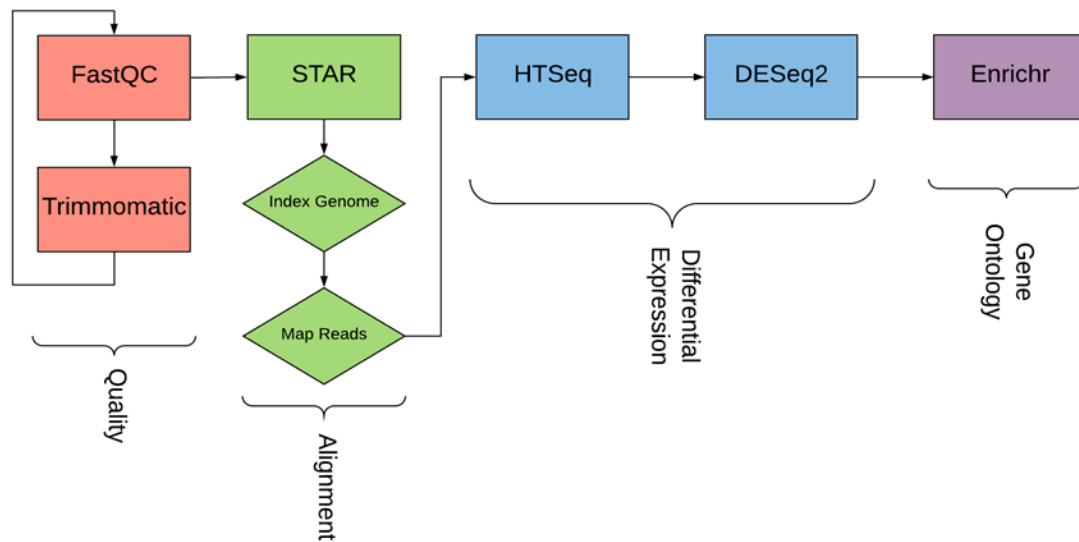 FastQC
STAR
HTSeq
DESeq2
Enrichr
Trimmomatic
Index Genome
Map Reads
Quality
Alignment
Differential
Expression
Gene
Ontology